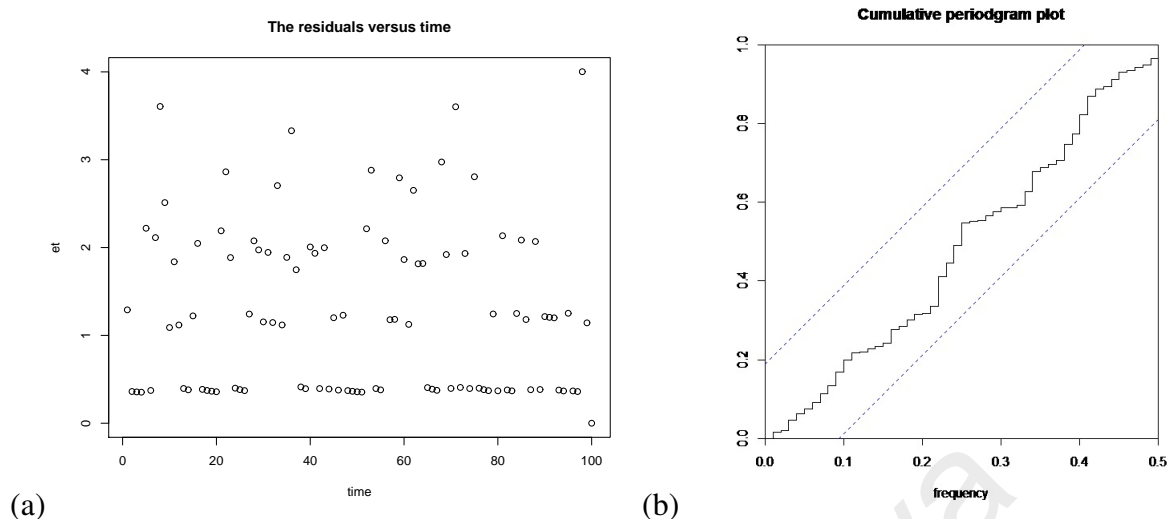 The residuals versus time
et
4
3
2
1
0
0 20 40 60 80 100
time
(a)
Cumulative periodgram plot
1.0
0.8
0.6
0.4
0.2
0.0
0.0 0.1 0.2 0.3 0.4 0.5
frequency
(b)